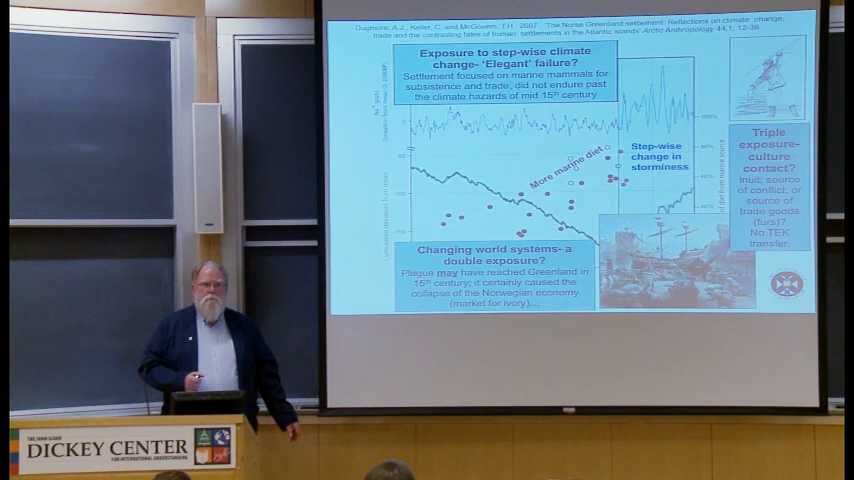 Dugmore, A.J., Keller, C. and McGovern, T.H. 2007. The Norse Greenland settlement: Reflections on climate change,
trade and the contrasting fates of human settlements in the Atlantic islands' Arctic Anthropology 44,1, 12-36
Exposure to step-wise climate
change- 'Elegant' failure?
Settlement focused on marine mammals for
subsistence and trade, did not endure past
the climate hazards of mid 15th century
Triple
exposure-
culture
contact?
Inuit; source
of conflict, or
source of
trade goods
(furs)?
No TEK
transfer.
More marine diet
Step-wise
change in
storminess
Cumulative deviation from mean
Changing world systems- a
double exposure?
Plague may have reached Greenland in
15th century; it certainly caused the
collapse of the Norwegian economy
(market for ivory)…
THE JOHN SLOAN
DICKEY CENTER
FOR INTERNATIONAL UNDERSTANDING